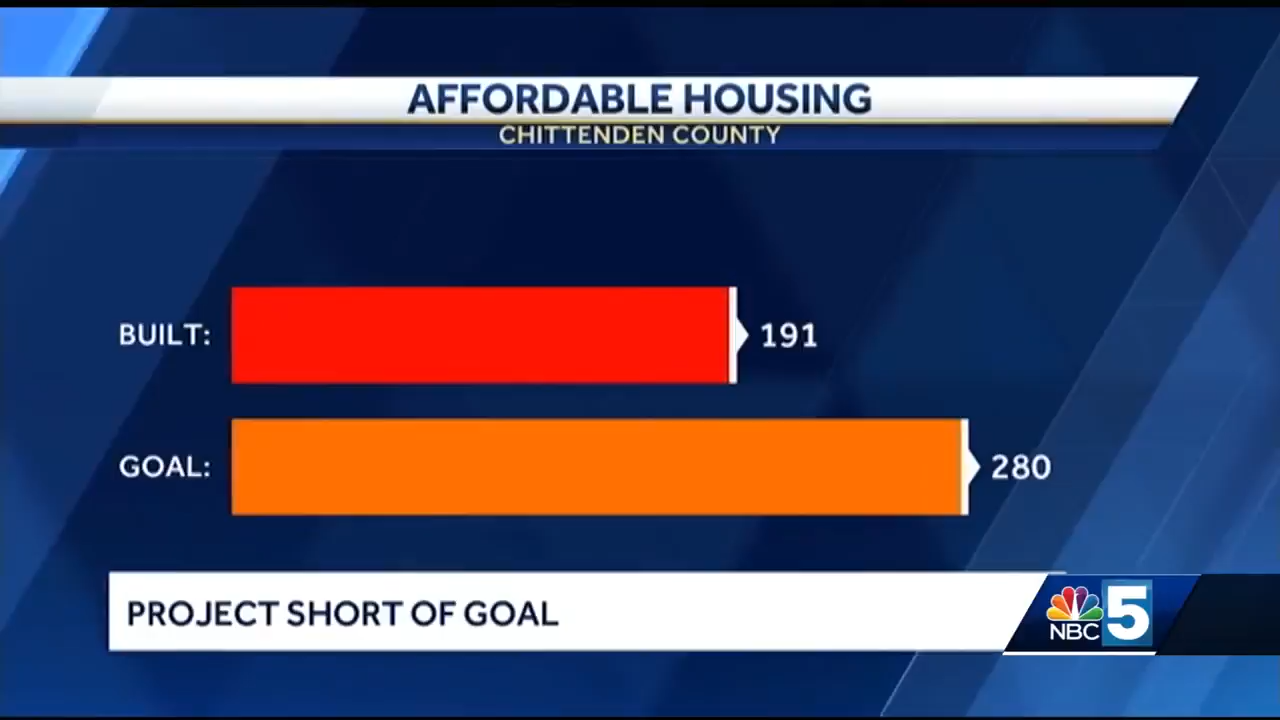 AFFORDABLE HOUSING
CHITTENDEN COUNTY
BUILT: 191
GOAL: 280
PROJECT SHORT OF GOAL
NBC 5